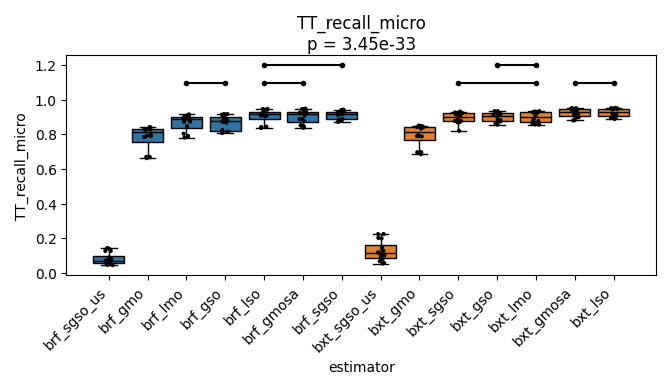 TT_recall_micro
p = 3.45e-33
TT_recall_micro
1.2
1.0
0.8
0.6
0.4
0.2
0.0
brf_sgso_us
brf_gmo
brf_lmo
brf_gso
brf_lso
brf_gmosa
brf_sgso
bxt_sgso_us
bxt_gmo
bxt_sgso
bxt_gso
bxt_lmo
bxt_gmosa
bxt_lso
estimator